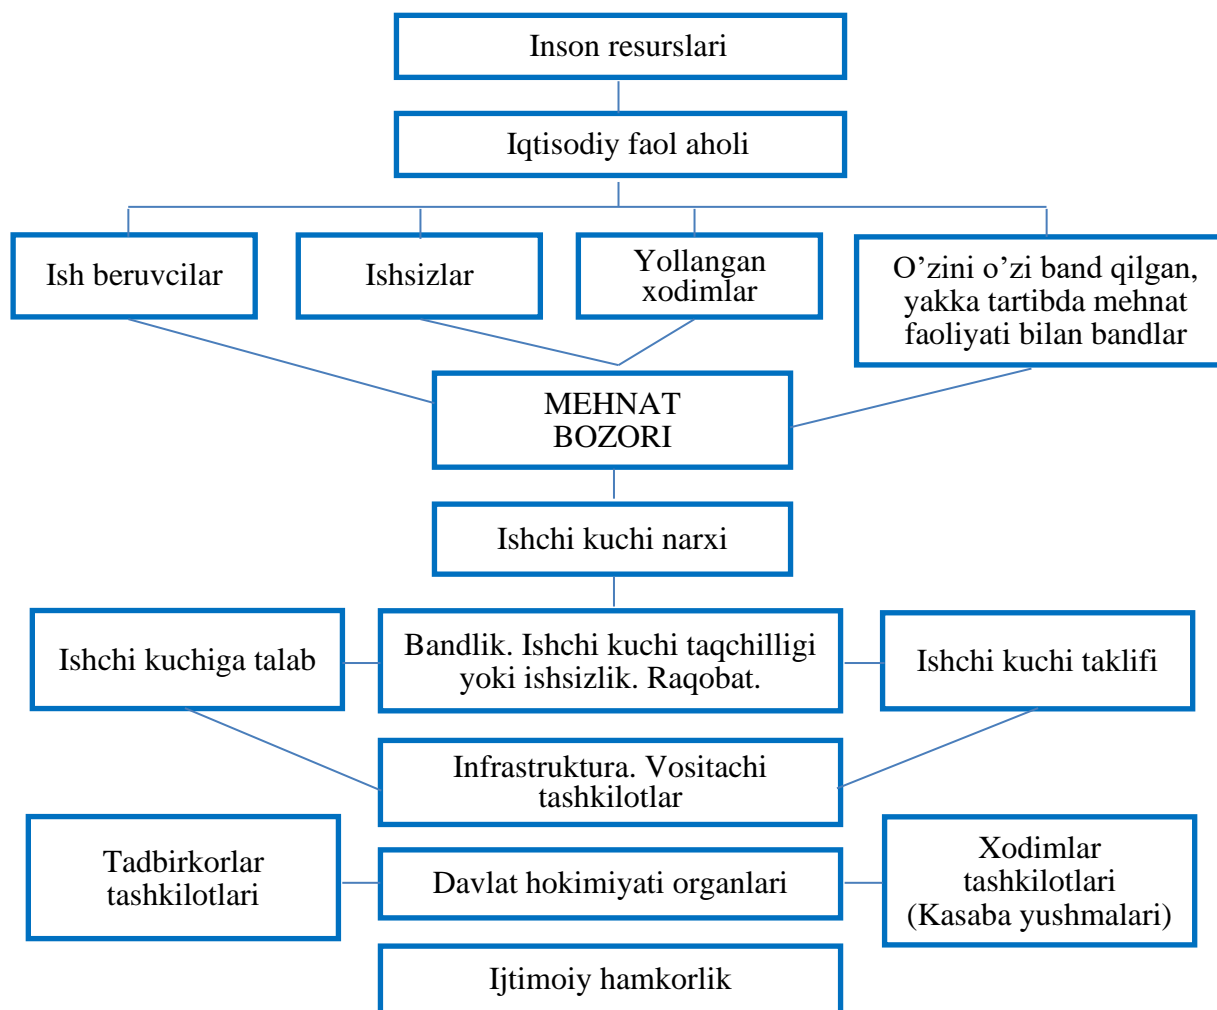 Inson resurslari
Iqtisodiy faol aholi
Ish beruvcilar
Ishsizlar
Yollangan
xodimlar
O’zini o’zi band qilgan,
yakka tartibda mehnat
faoliyati bilan bandlar
MEHNAT
BOZORI
Ishchi kuchi narxi
Ishchi kuchiga talab
Bandlik. Ishchi kuchi taqchilligi
yoki ishsizlik. Raqobat.
Ishchi kuchi taklifi
Infrastruktura. Vositachi
tashkilotlar
Tadbirkorlar
tashkilotlari
Davlat hokimiyati organlari
Xodimlar
tashkilotlari
(Kasaba yushmalari)
Ijtimoiy hamkorlik